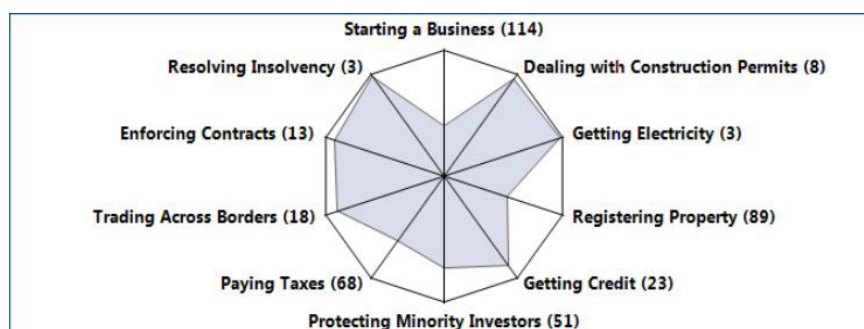 Starting a Business (114)
Resolving Insolvency (3)
Dealing with Construction Permits (8)
Enforcing Contracts (13)
Getting Electricity (3)
Trading Across Borders (18)
Registering Property (89)
Paying Taxes (68)
Getting Credit (23)
Protecting Minority Investors (51)